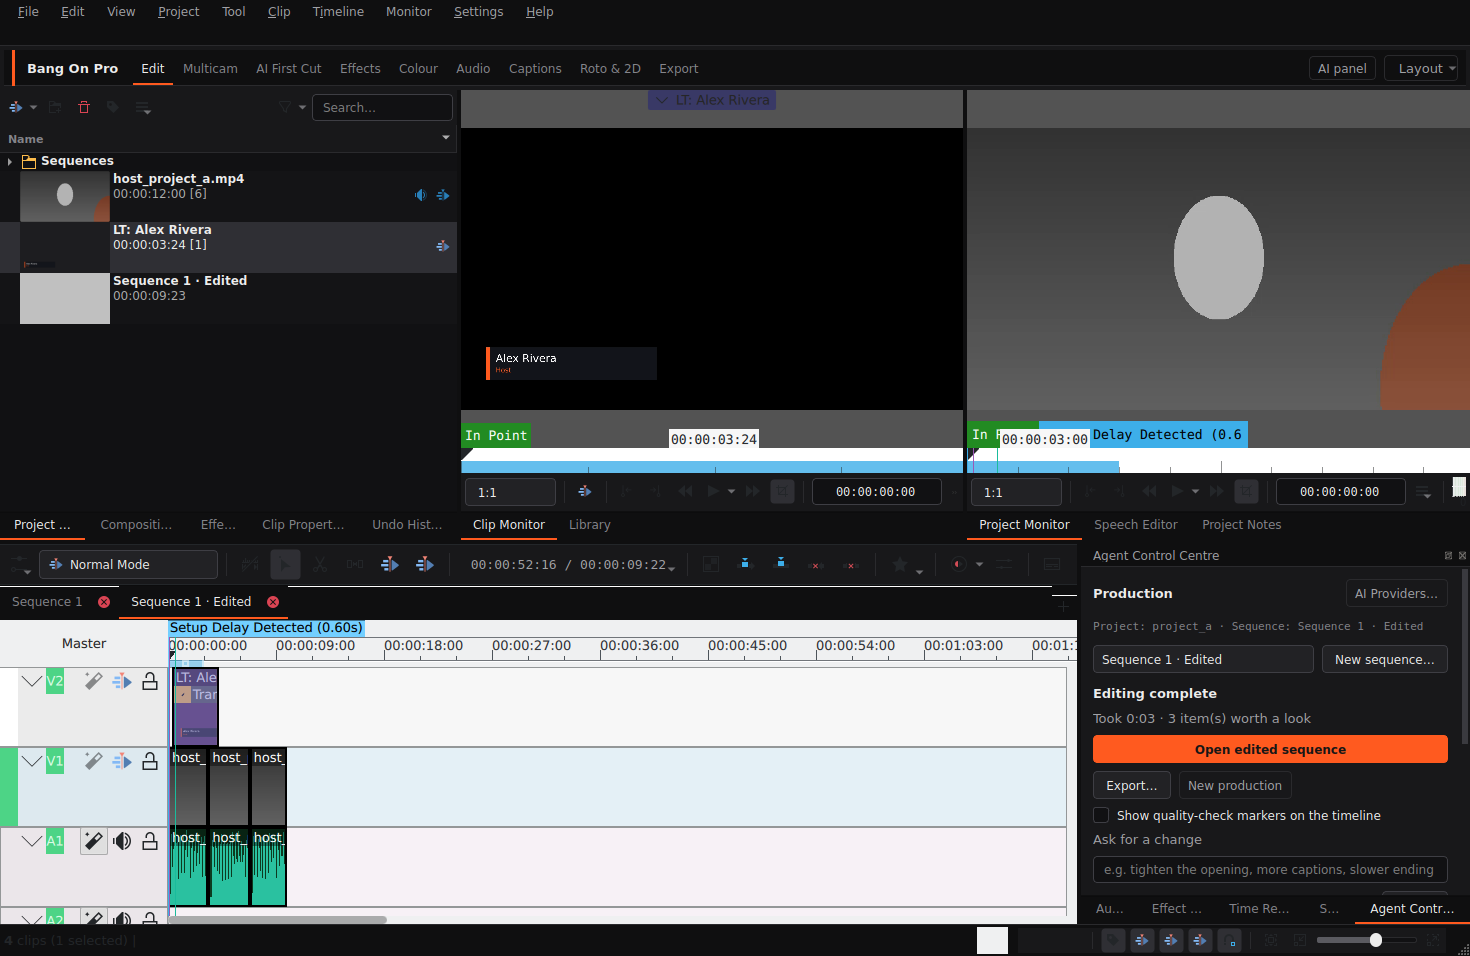 File Edit View Project Tool Clip Timeline Monitor Settings Help
Bang On Pro Edit Multicam AI First Cut Effects Colour Audio Captions Roto & 2D Export AI panel Layout
Search...
Name
Sequences
host_project_a.mp4
00:00:12:00 [6]
LT: Alex Rivera
00:00:03:24 [1]
Sequence 1 · Edited
00:00:09:23
LT: Alex Rivera
Alex Rivera
Host
In Point
00:00:03:24
1:1
00:00:00:00
00:00:03:00
Delay Detected (0.6
1:1
00:00:00:00
Project ... Compositi... Effe... Clip Propert... Undo Hist...
Clip Monitor Library
Project Monitor Speech Editor Project Notes
Normal Mode
00:00:52:16 / 00:00:09:22
Sequence 1 Sequence 1 · Edited
Setup Delay Detected (0.60s)
Master
00:00:00:00 00:00:09:00 00:00:18:00 00:00:27:00 00:00:36:00 00:00:45:00 00:00:54:00 00:01:03:00 00:01:1
V2
LT: Ale
Tran
V1
host_ host_ host_
A1
host_ host_ host_
A2
4 clips (1 selected) |
Agent Control Centre
Production
AI Providers...
Project: project_a · Sequence: Sequence 1 · Edited
Sequence 1 · Edited
New sequence...
Editing complete
Took 0:03 · 3 item(s) worth a look
Open edited sequence
Export...
New production
Show quality-check markers on the timeline
Ask for a change
e.g. tighten the opening, more captions, slower ending
Au... Effect ... Time Re... S... Agent Contr...